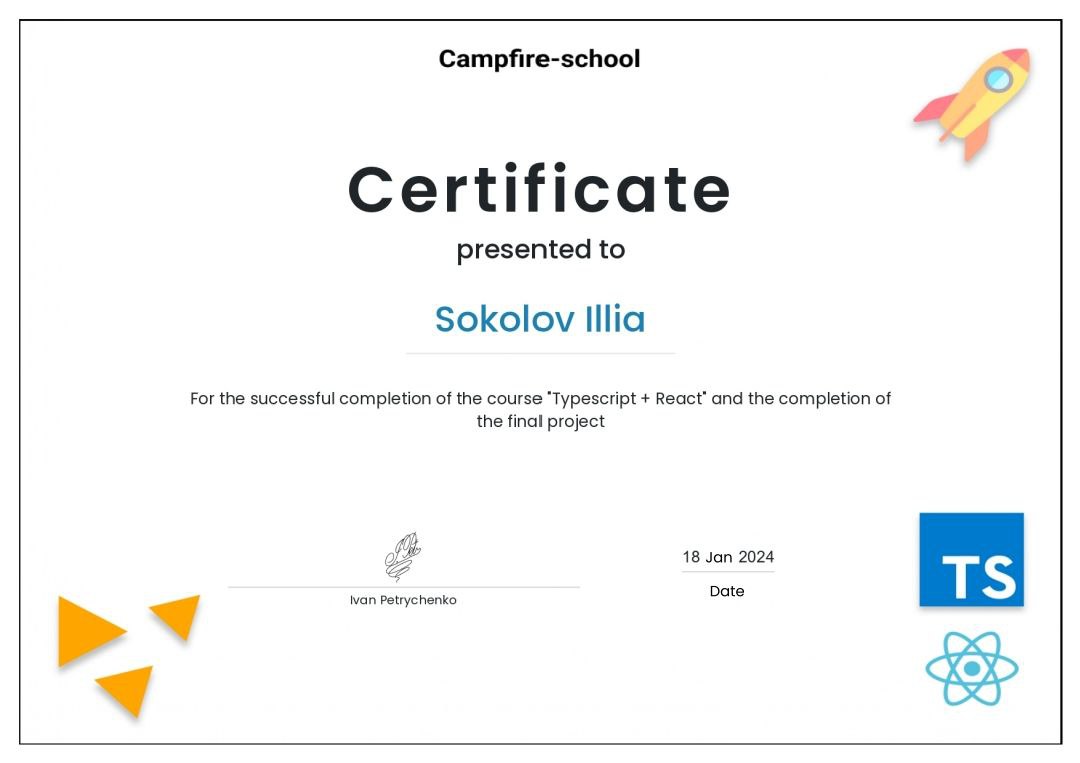 Campfire-school
Certificate
presented to
Sokolov Illia
For the successful completion of the course "Typescript + React" and the completion of
the final project
18 Jan 2024
Ivan Petrychenko
Date
TS